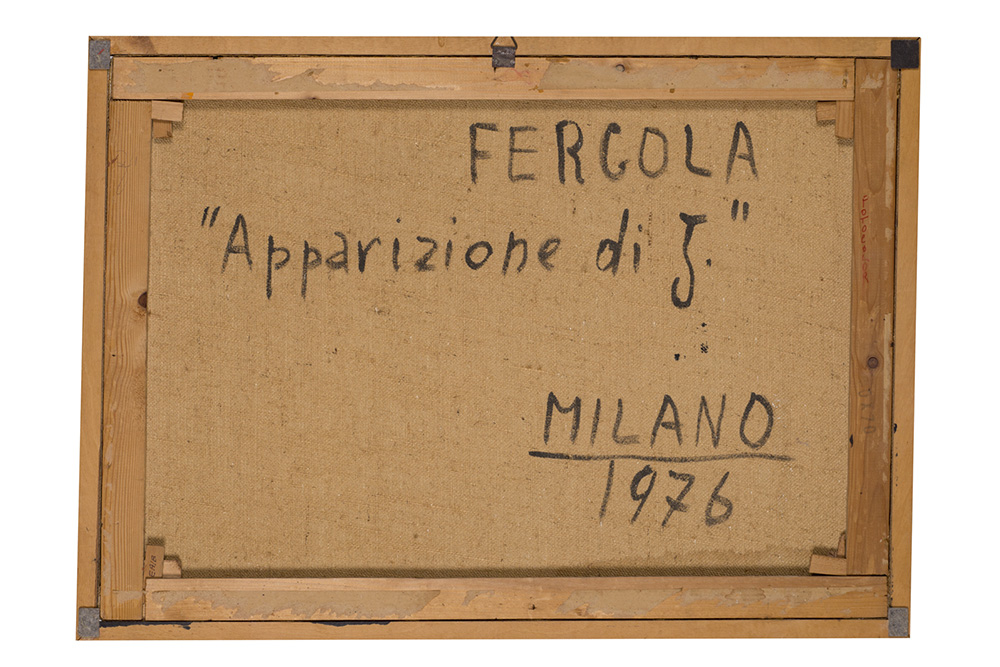 FERGOLA
"Apparizione di ζ."
MILANO
1976